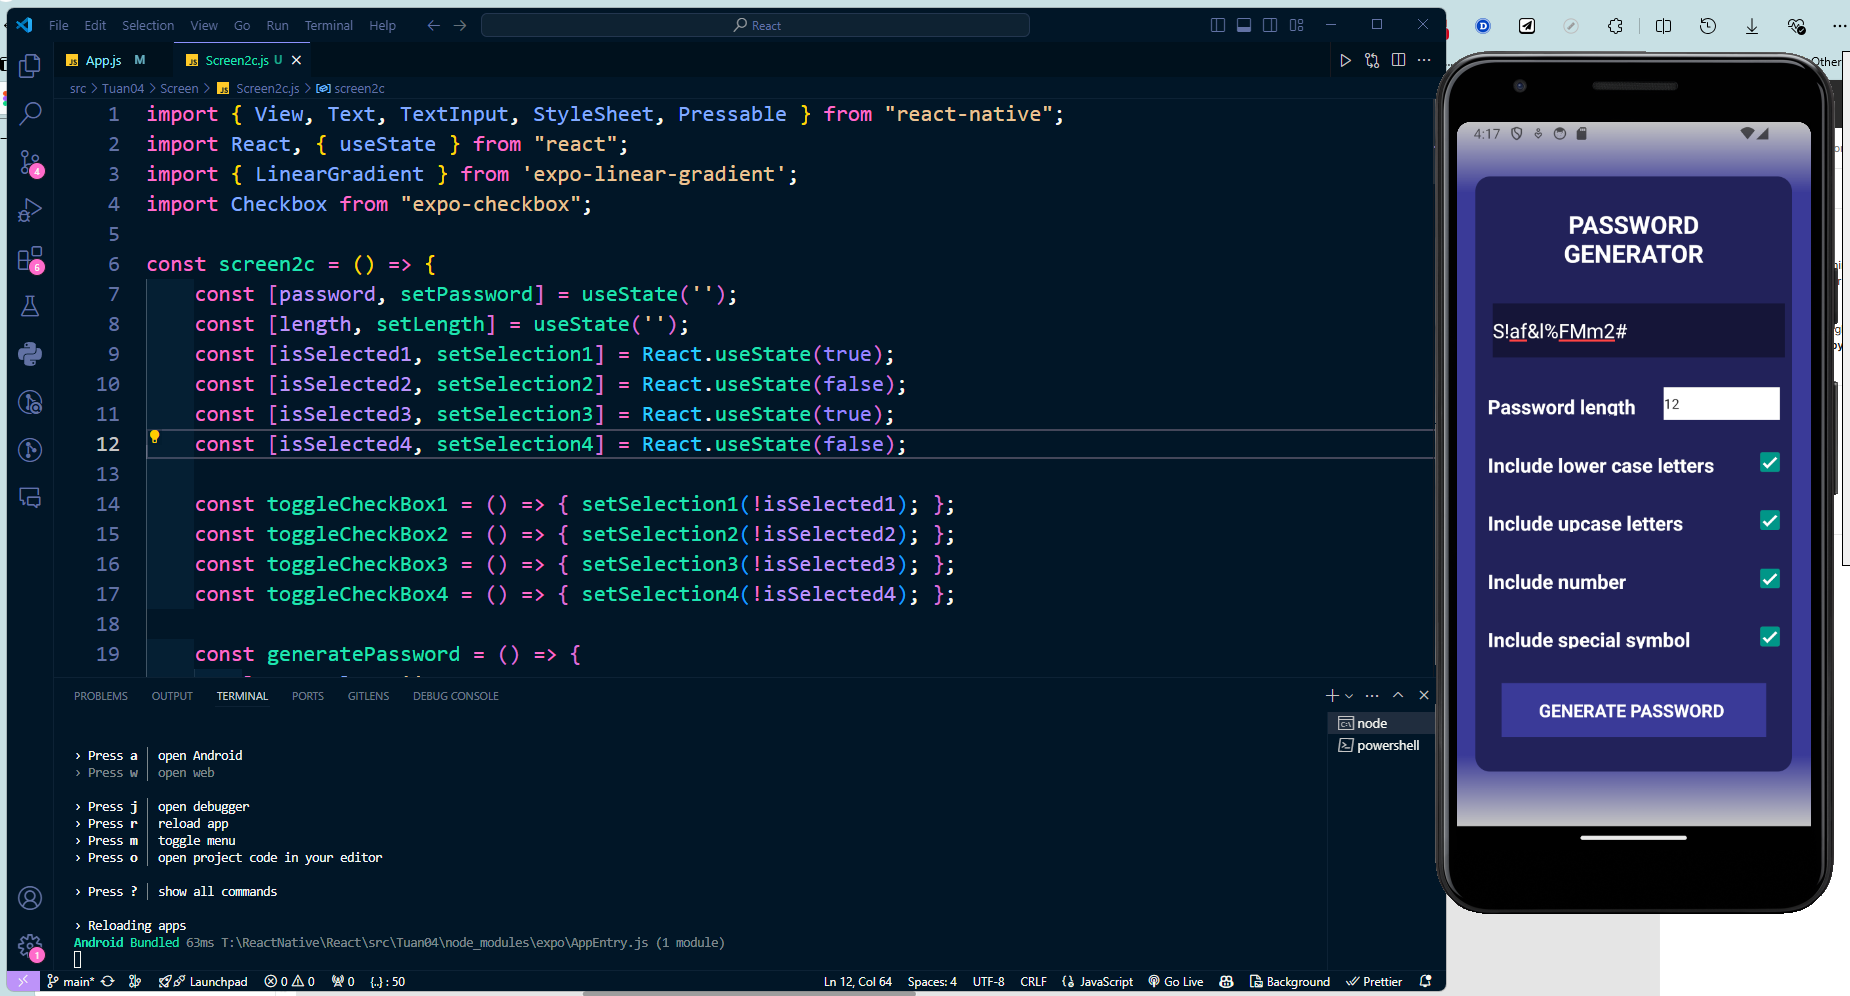 File Edit Selection View Go Run Terminal Help
React
App.js M
Screen2c.js U
src > Tuan04 > Screen > JS Screen2c.js > screen2c
1 import { View, Text, TextInput, StyleSheet, Pressable } from "react-native";
2 import React, { useState } from "react";
3 import { LinearGradient } from 'expo-linear-gradient';
4 import Checkbox from "expo-checkbox";
5
6 const screen2c = () => {
7 const [password, setPassword] = useState('');
8 const [length, setLength] = useState('');
9 const [isSelected1, setSelection1] = React.useState(true);
10 const [isSelected2, setSelection2] = React.useState(false);
11 const [isSelected3, setSelection3] = React.useState(true);
12 const [isSelected4, setSelection4] = React.useState(false);
13
14 const toggleCheckBox1 = () => { setSelection1(!isSelected1); };
15 const toggleCheckBox2 = () => { setSelection2(!isSelected2); };
16 const toggleCheckBox3 = () => { setSelection3(!isSelected3); };
17 const toggleCheckBox4 = () => { setSelection4(!isSelected4); };
18
19 const generatePassword = () => {
PROBLEMS OUTPUT TERMINAL PORTS GITLENS DEBUG CONSOLE
node
powershell
› Press a │ open Android
› Press w │ open web
› Press j │ open debugger
› Press r │ reload app
› Press m │ toggle menu
› Press o │ open project code in your editor
› Press ? │ show all commands
› Reloading apps
Android Bundled 63ms T:\ReactNative\React\src\Tuan04\node_modules\expo\AppEntry.js (1 module)
main* Launchpad 0 0 0 {..} : 50
Ln 12, Col 64 Spaces: 4 UTF-8 CRLF JavaScript Go Live Background Prettier
4
6
1
Other
4:17
PASSWORD
GENERATOR
S!af&l%FMm2#
Password length 12
Include lower case letters
Include upcase letters
Include number
Include special symbol
GENERATE PASSWORD